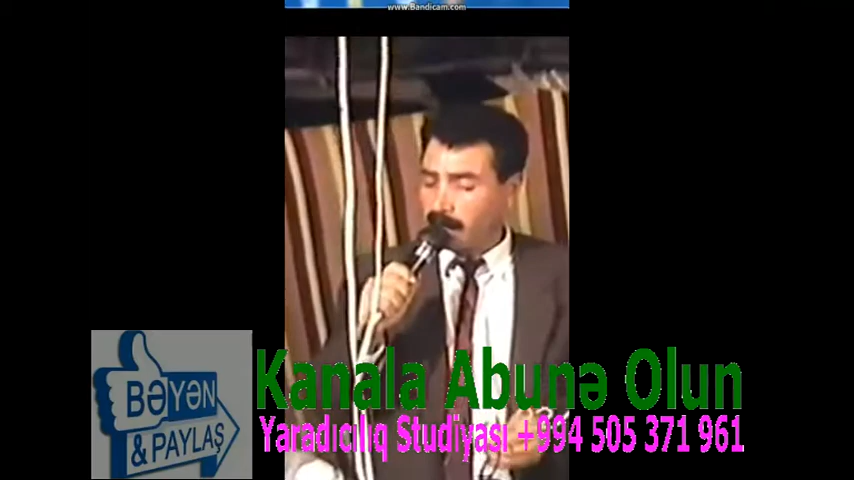 www.Bandicam.com
BƏYƏN
& PAYLAŞ
Kanala Abunə Olun
Yaradıcılıq Studiyası +994 505 371 961